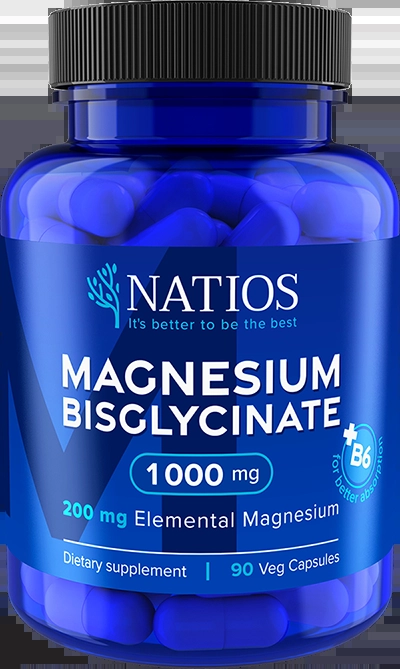 NATIOS
It's better to be the best
MAGNESIUM
BISGLYCINATE
1000 mg
+B6
for better absorption
200 mg Elemental Magnesium
Dietary supplement | 90 Veg Capsules